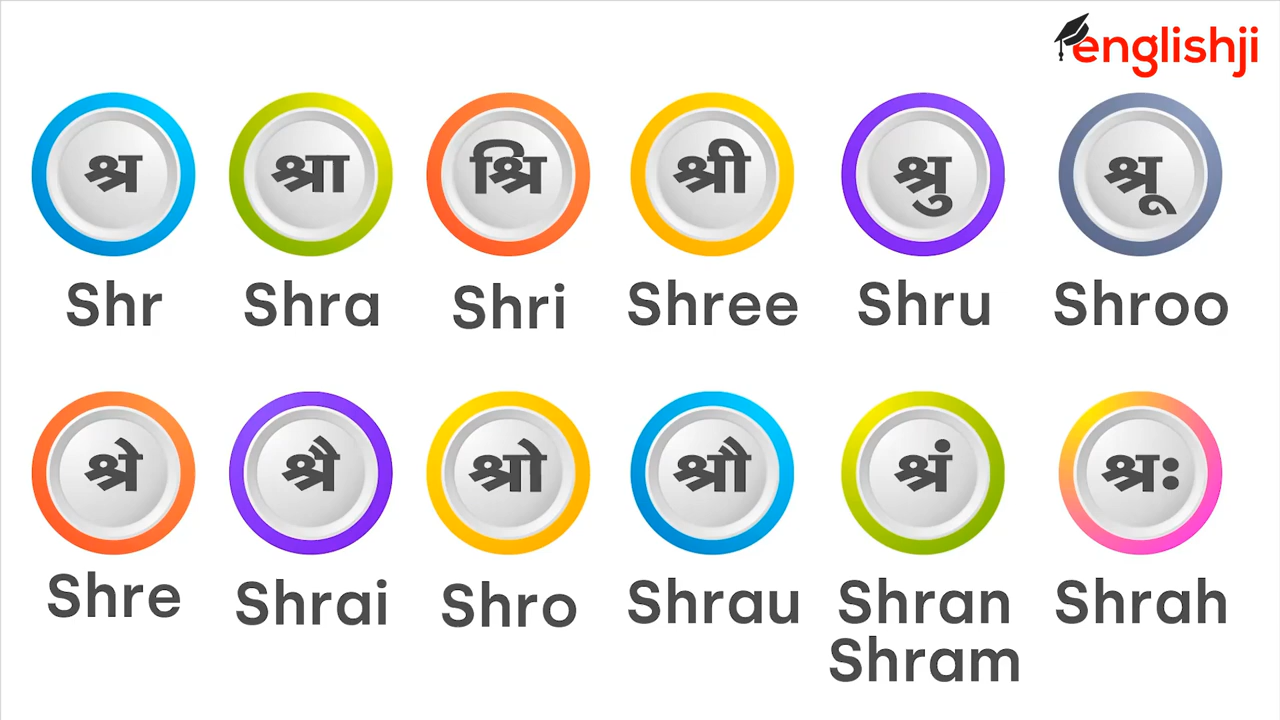 englishji
श्र श्रा श्रि श्री श्रु श्रू
Shr Shra Shri Shree Shru Shroo
श्रे श्रै श्रो श्रौ श्रं श्रः
Shre Shrai Shro Shrau Shran Shrah
Shram